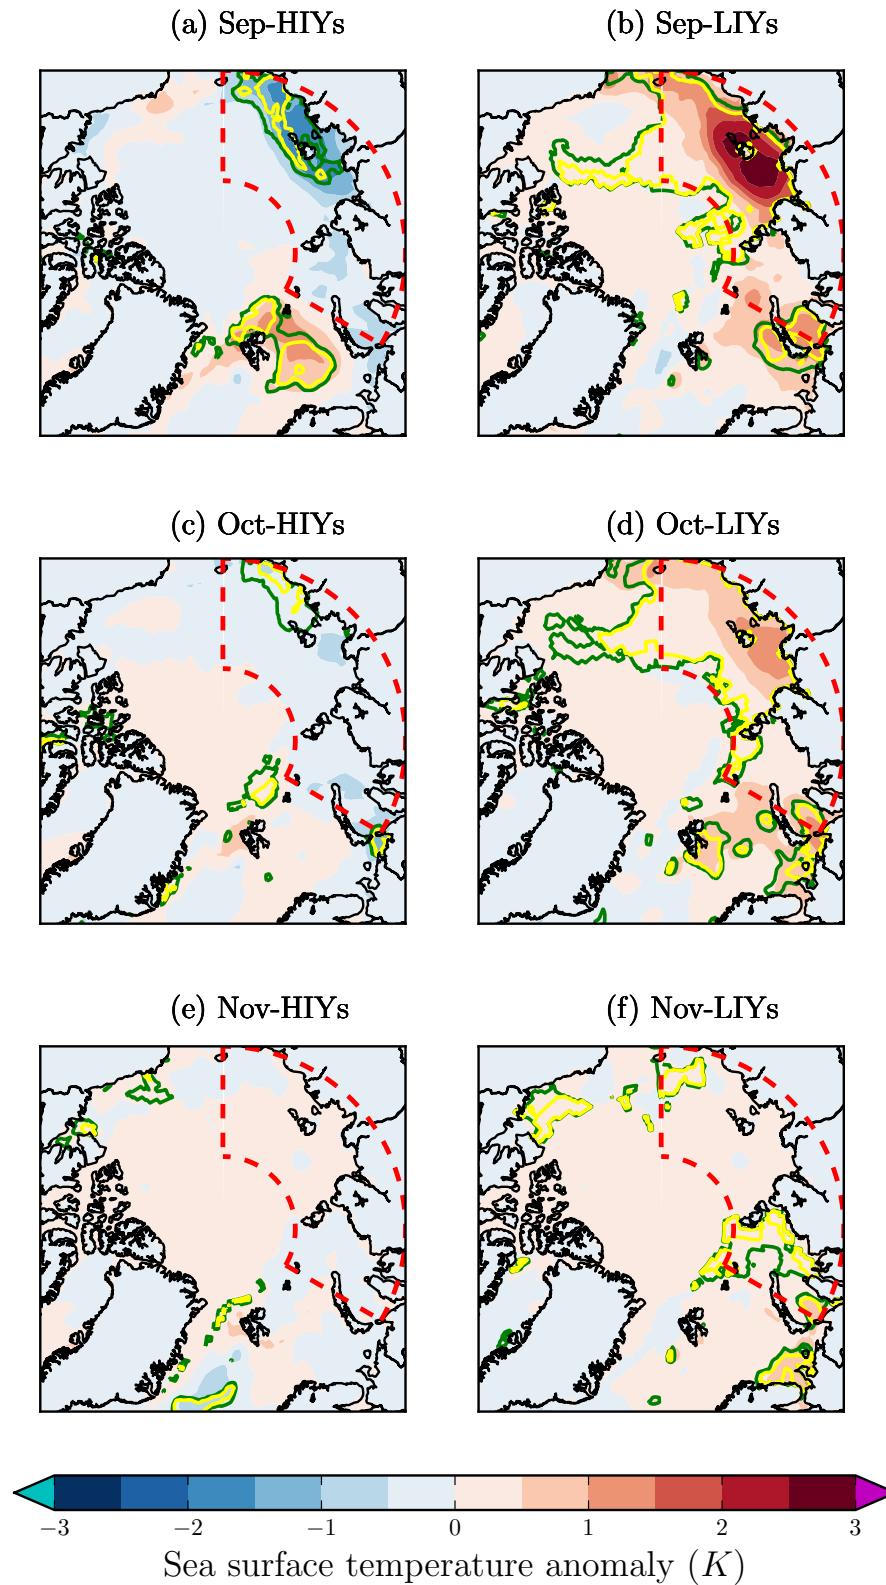 (a) Sep-HIYs
(b) Sep-LIYs
(c) Oct-HIYs
(d) Oct-LIYs
(e) Nov-HIYs
(f) Nov-LIYs
−3 −2 −1 0 1 2 3
Sea surface temperature anomaly (K)